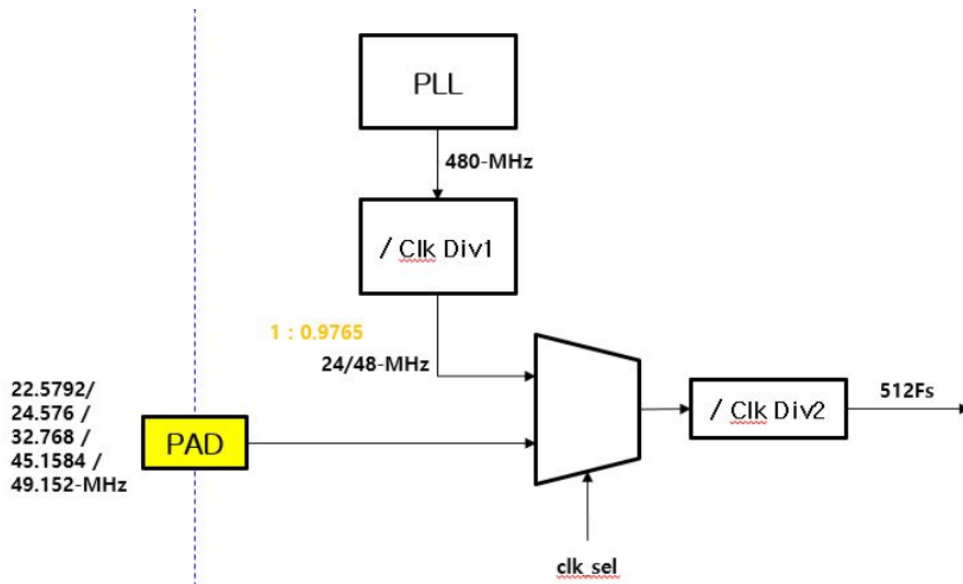 PLL
480-MHz
/ Clk Div1
1 : 0.9765
24/48-MHz
22.5792/
24.576 /
32.768 /
45.1584 /
49.152-MHz
PAD
/ Clk Div2
512Fs
clk_sel